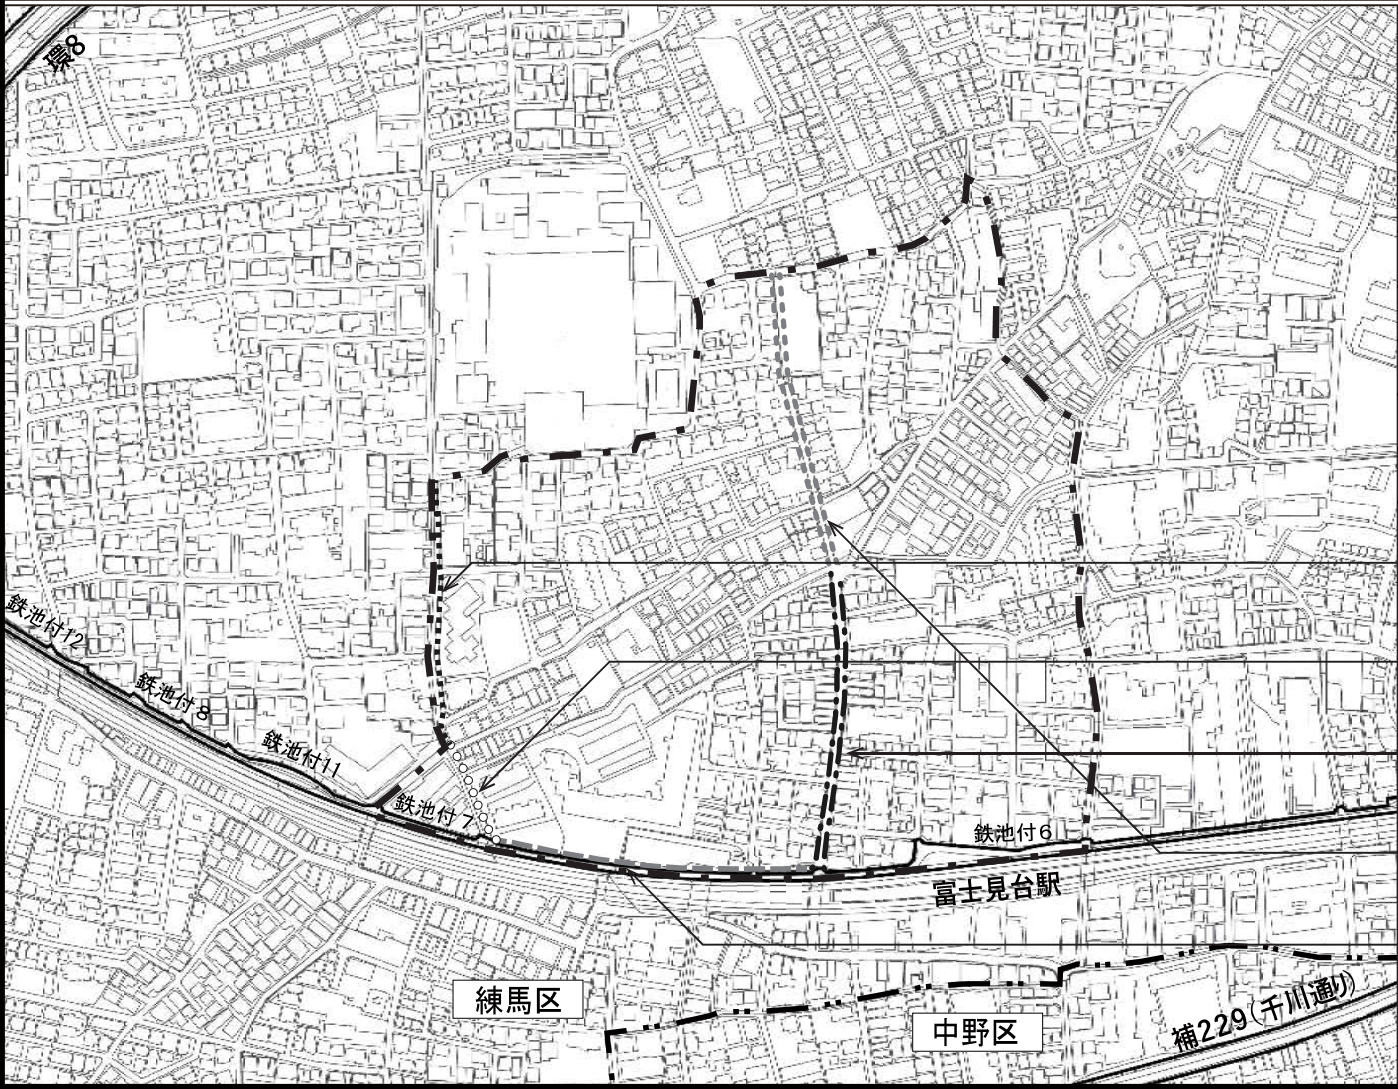 環8
鉄池付12
鉄池付8
鉄池付11
鉄池付7
鉄池付6
富士見台駅
練馬区
中野区
補229(千川通り)